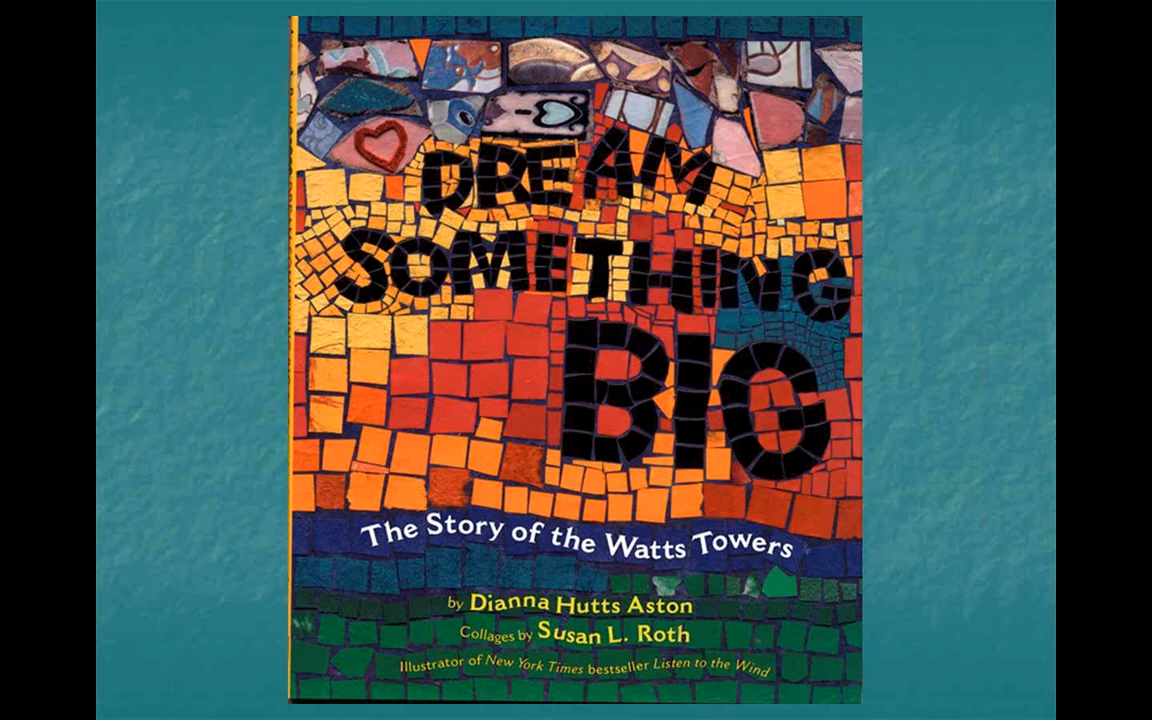 DREAM
SOMETHING
BIG
The Story of the Watts Towers
by Dianna Hutts Aston
Collages by Susan L. Roth
Illustrator of New York Times bestseller Listen to the Wind